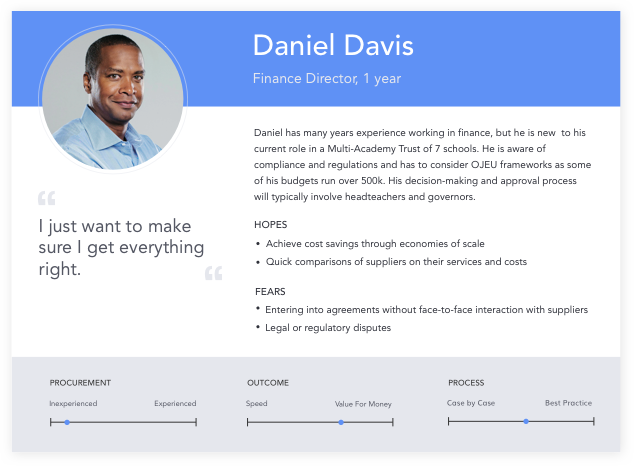 Daniel Davis
Finance Director, 1 year
Daniel has many years experience working in finance, but he is new to his
current role in a Multi-Academy Trust of 7 schools. He is aware of
compliance and regulations and has to consider OJEU frameworks as some
of his budgets run over 500k. His decision-making and approval process
will typically involve headteachers and governors.
“
I just want to make
sure I get everything
right.
“
HOPES
• Achieve cost savings through economies of scale
• Quick comparisons of suppliers on their services and costs
FEARS
• Entering into agreements without face-to-face interaction with suppliers
• Legal or regulatory disputes
PROCUREMENT
Inexperienced Experienced
OUTCOME
Speed Value For Money
PROCESS
Case by Case Best Practice